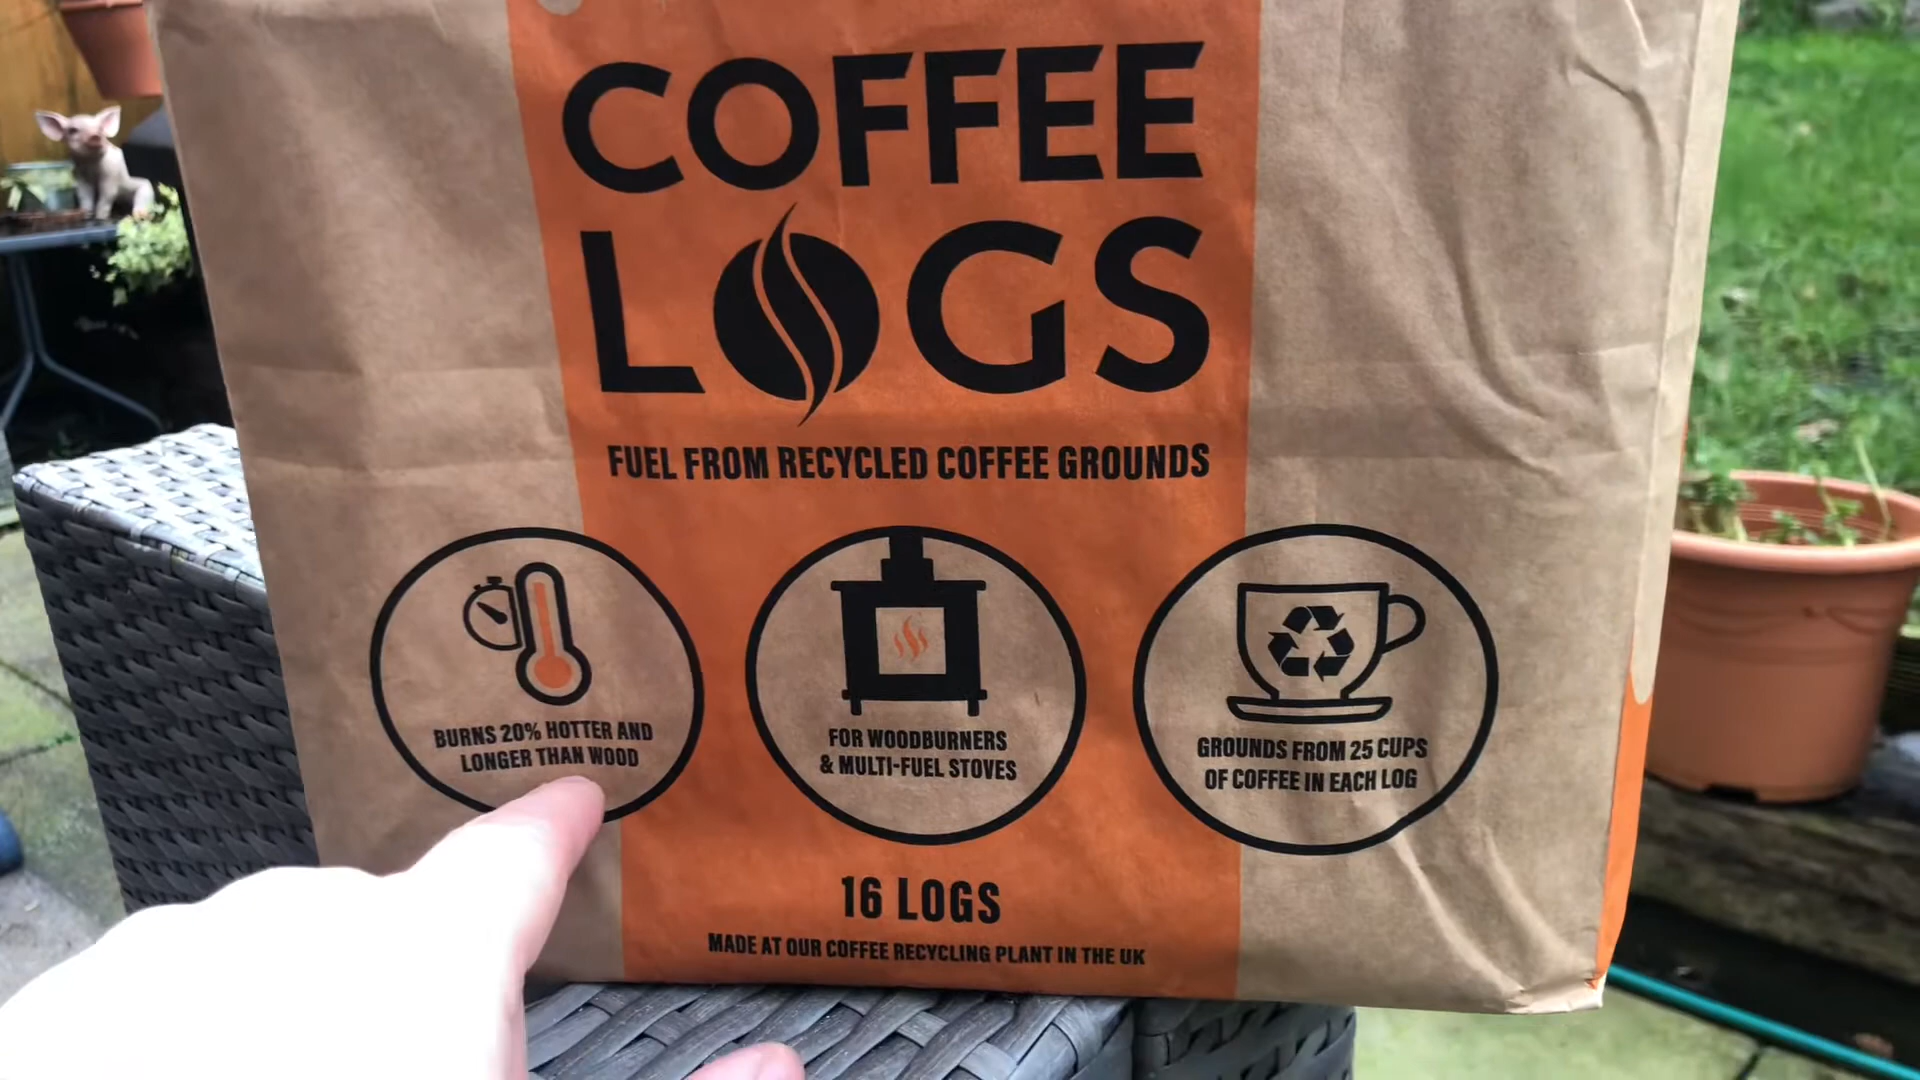 COFFEE
LOGS
FUEL FROM RECYCLED COFFEE GROUNDS
BURNS 20% HOTTER AND
LONGER THAN WOOD
FOR WOODBURNERS
& MULTI-FUEL STOVES
GROUNDS FROM 25 CUPS
OF COFFEE IN EACH LOG
16 LOGS
MADE AT OUR COFFEE RECYCLING PLANT IN THE UK